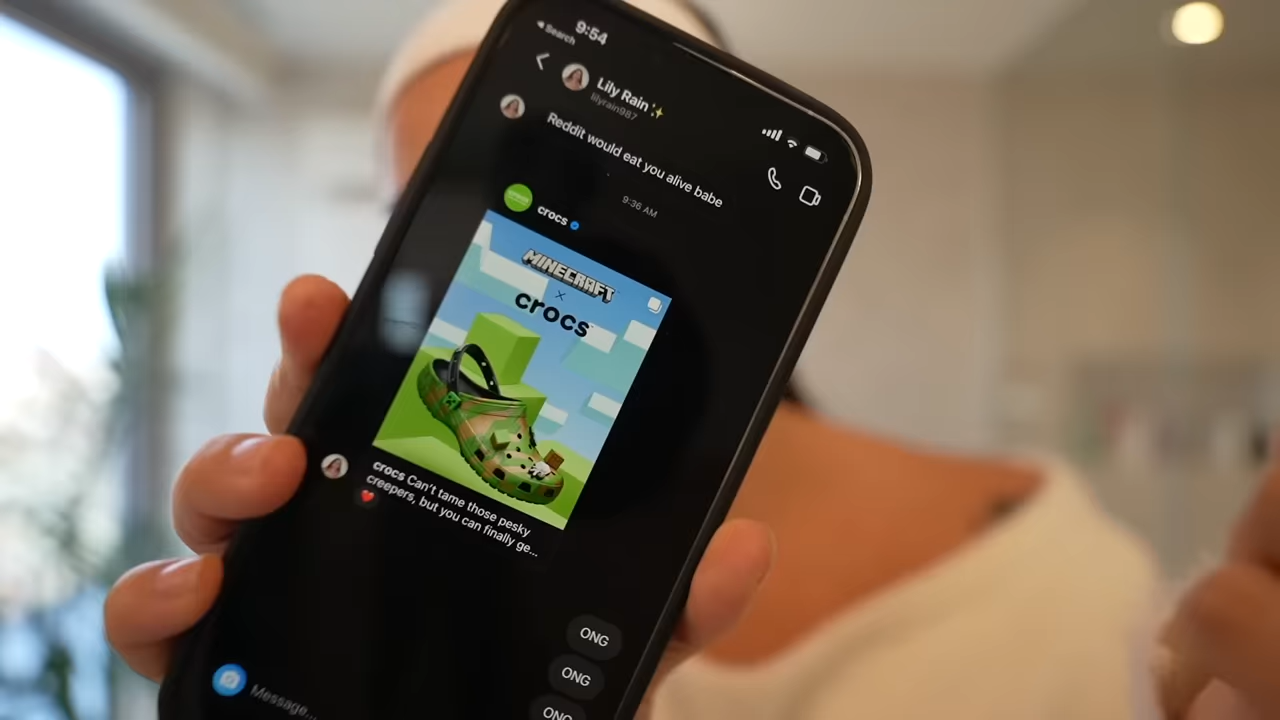 9:54
Search
Lily Rain
lilyrain987
Reddit would eat you alive babe
9:36 AM
crocs
MINECRAFT
×
crocs
crocs Can't tame those pesky
creepers, but you can finally ge...
ONG
ONG
ONG
Message...